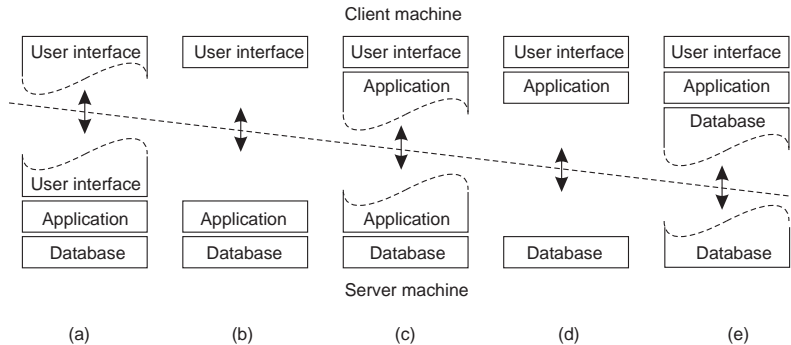 Client machine
User interface User interface User interface User interface User interface
Application Application Application
Database
User interface
Application Application Application
Database Database Database Database Database
Server machine
(a) (b) (c) (d) (e)